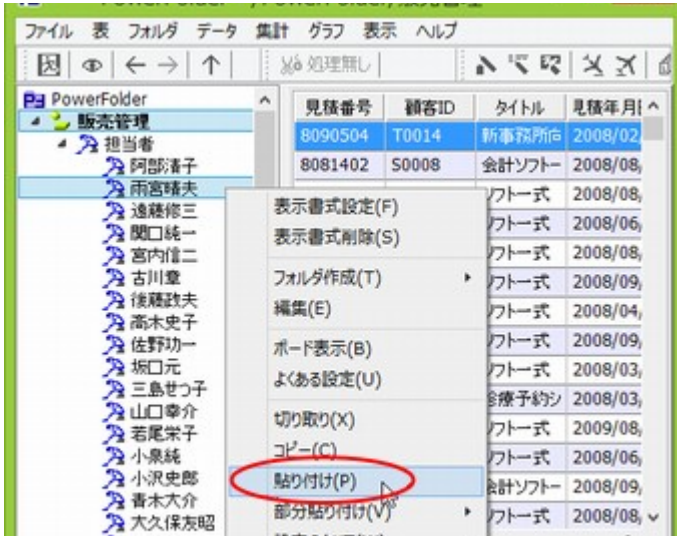 ファイル 表 フォルダ データ 集計 グラフ 表示 ヘルプ
処理無し
PowerFolder
販売管理
担当者
阿部清子
雨宮晴夫
遠藤修三
関口純一
宮内信二
古川章
後藤政夫
高木史子
佐野功一
坂口元
三島せつ子
山口幸介
若尾栄子
小泉純
小沢史郎
青木大介
大久保友昭
見積番号 顧客ID タイトル 見積年月
8090504 T0014 新事務所 2008/02/
8081402 S0008 会計ソフトー 2008/08/
ソフト一式 2008/08/
ソフト一式 2008/06/
ソフト一式 2008/08/
ソフト一式 2008/09/
ソフト一式 2008/04/
ソフト一式 2008/09/
ソフト一式 2008/03/
診療予約シ 2008/03/
ソフト一式 2009/08/
ソフト一式 2008/06/
会計ソフトー 2008/09/
ソフト一式 2008/08/
表示書式設定(F)
表示書式削除(S)
フォルダ作成(T)
編集(E)
ボード表示(B)
よくある設定(U)
切り取り(X)
コピー(C)
貼り付け(P)
部分貼り付け(V)